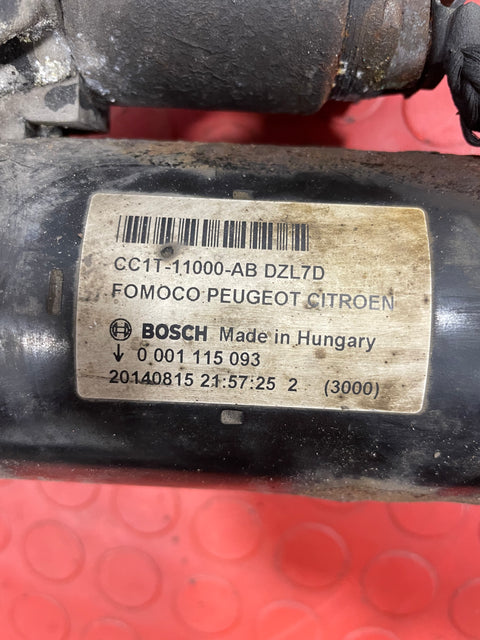 CC1T-11000-AB DZL7D
FOMOCO PEUGEOT CITROEN
BOSCH Made in Hungary
0 001 115 093
20140815 21:57:25 2 (3000)